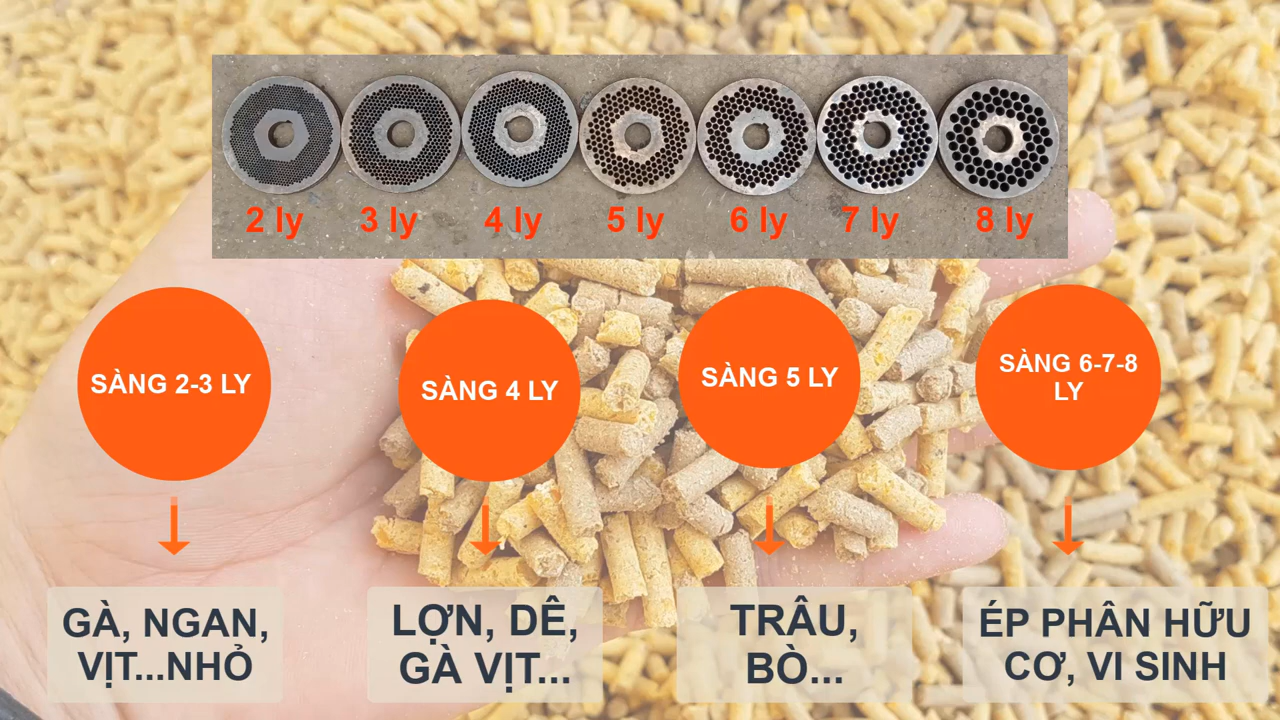 2 ly 3 ly 4 ly 5 ly 6 ly 7 ly 8 ly
SÀNG 2-3 LY
SÀNG 4 LY
SÀNG 5 LY
SÀNG 6-7-8
LY
GÀ, NGAN,
VỊT...NHỎ
LỢN, DÊ,
GÀ VỊT...
TRÂU,
BÒ...
ÉP PHÂN HỮU
CƠ, VI SINH